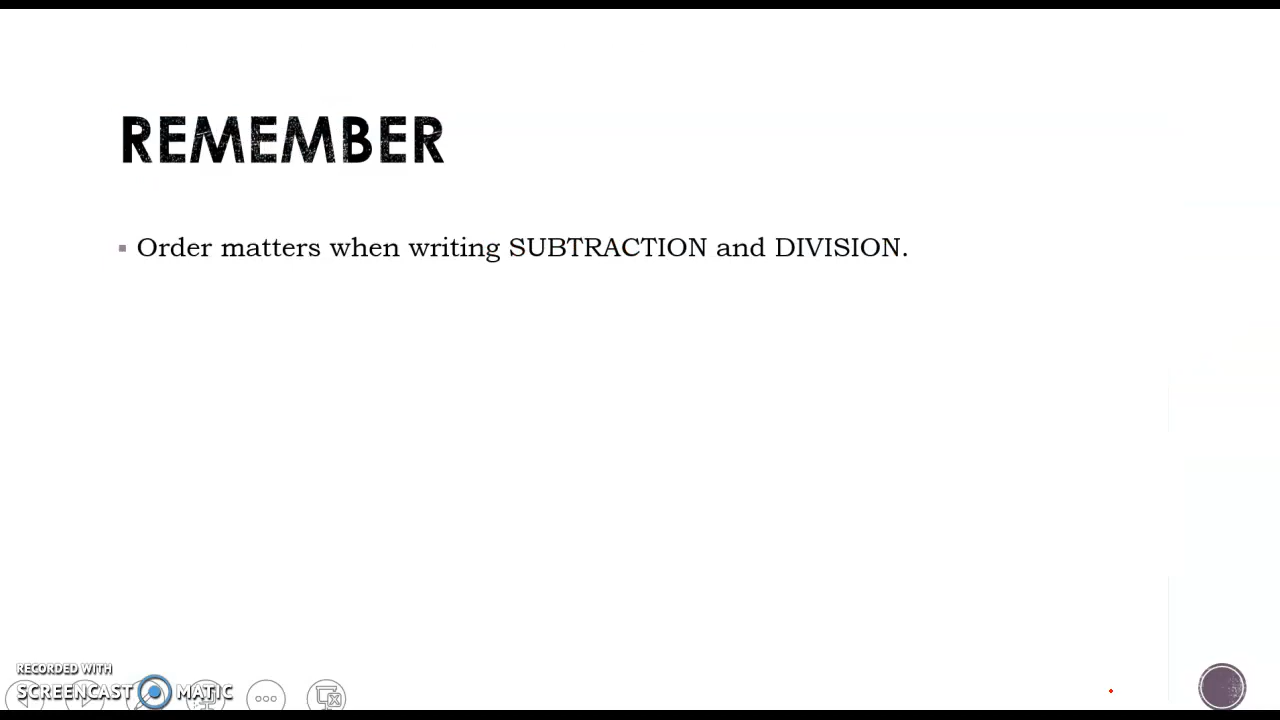 REMEMBER
▪ Order matters when writing SUBTRACTION and DIVISION.
RECORDED WITH
SCREENCAST MATIC